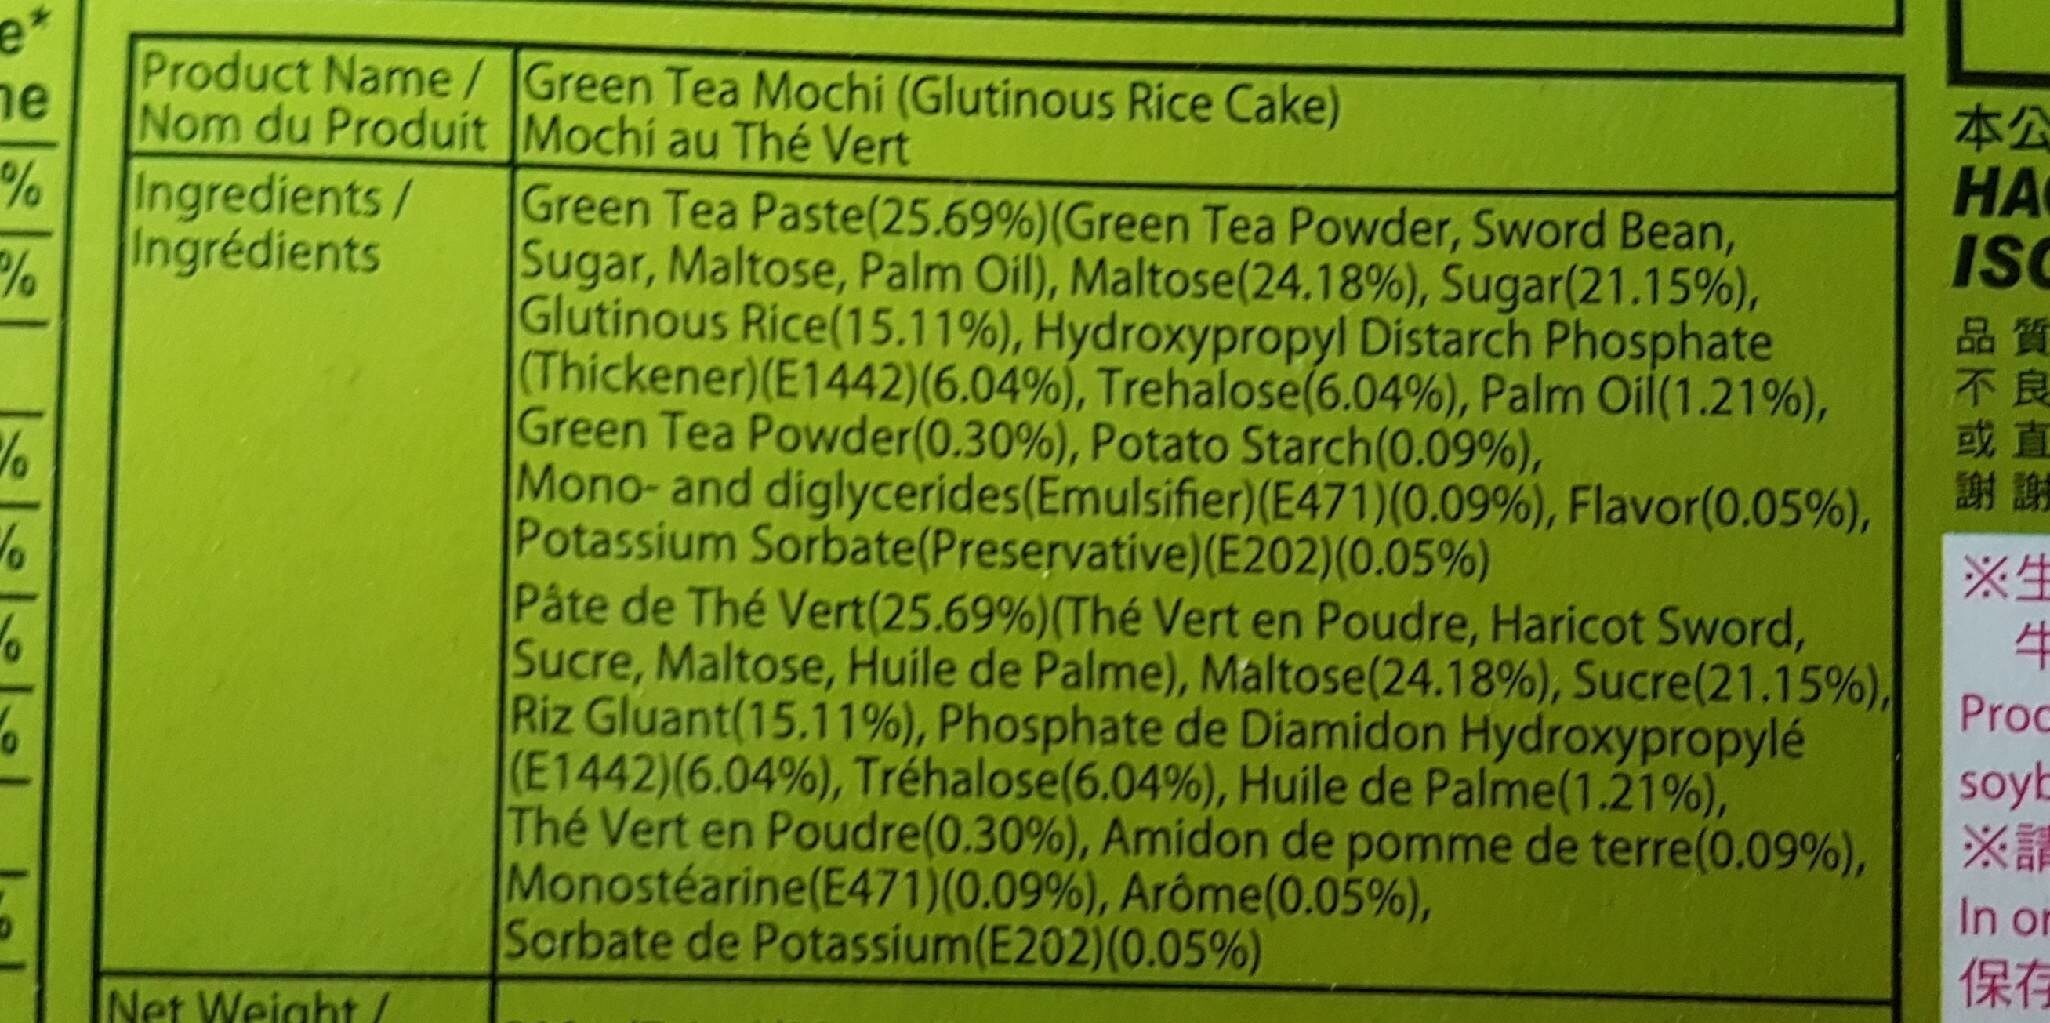 e*
ne
%
%
%
%
%
%
%
Product Name /
Nom du Produit
Green Tea Mochi (Glutinous Rice Cake)
Mochi au Thé Vert
Ingredients /
Ingrédients
Green Tea Paste(25.69%)(Green Tea Powder, Sword Bean,
Sugar, Maltose, Palm Oil), Maltose(24.18%), Sugar(21.15%),
Glutinous Rice(15.11%), Hydroxypropyl Distarch Phosphate
(Thickener)(E1442)(6.04%), Trehalose(6.04%), Palm Oil(1.21%),
Green Tea Powder(0.30%), Potato Starch(0.09%),
Mono- and diglycerides(Emulsifier)(E471)(0.09%), Flavor(0.05%),
Potassium Sorbate(Preservative)(E202)(0.05%)
Pâte de Thé Vert(25.69%)(Thé Vert en Poudre, Haricot Sword,
Sucre, Maltose, Huile de Palme), Maltose(24.18%), Sucre(21.15%),
Riz Gluant(15.11%), Phosphate de Diamidon Hydroxypropylé
(E1442)(6.04%), Tréhalose(6.04%), Huile de Palme(1.21%),
Thé Vert en Poudre(0.30%), Amidon de pomme de terre(0.09%),
Monostéarine(E471)(0.09%), Arôme(0.05%),
Sorbate de Potassium(E202)(0.05%)
Net Weight /
本公
HA
ISO
品質
不良
或直
謝謝
※生
牛
Proc
soyb
※請
In or
保存